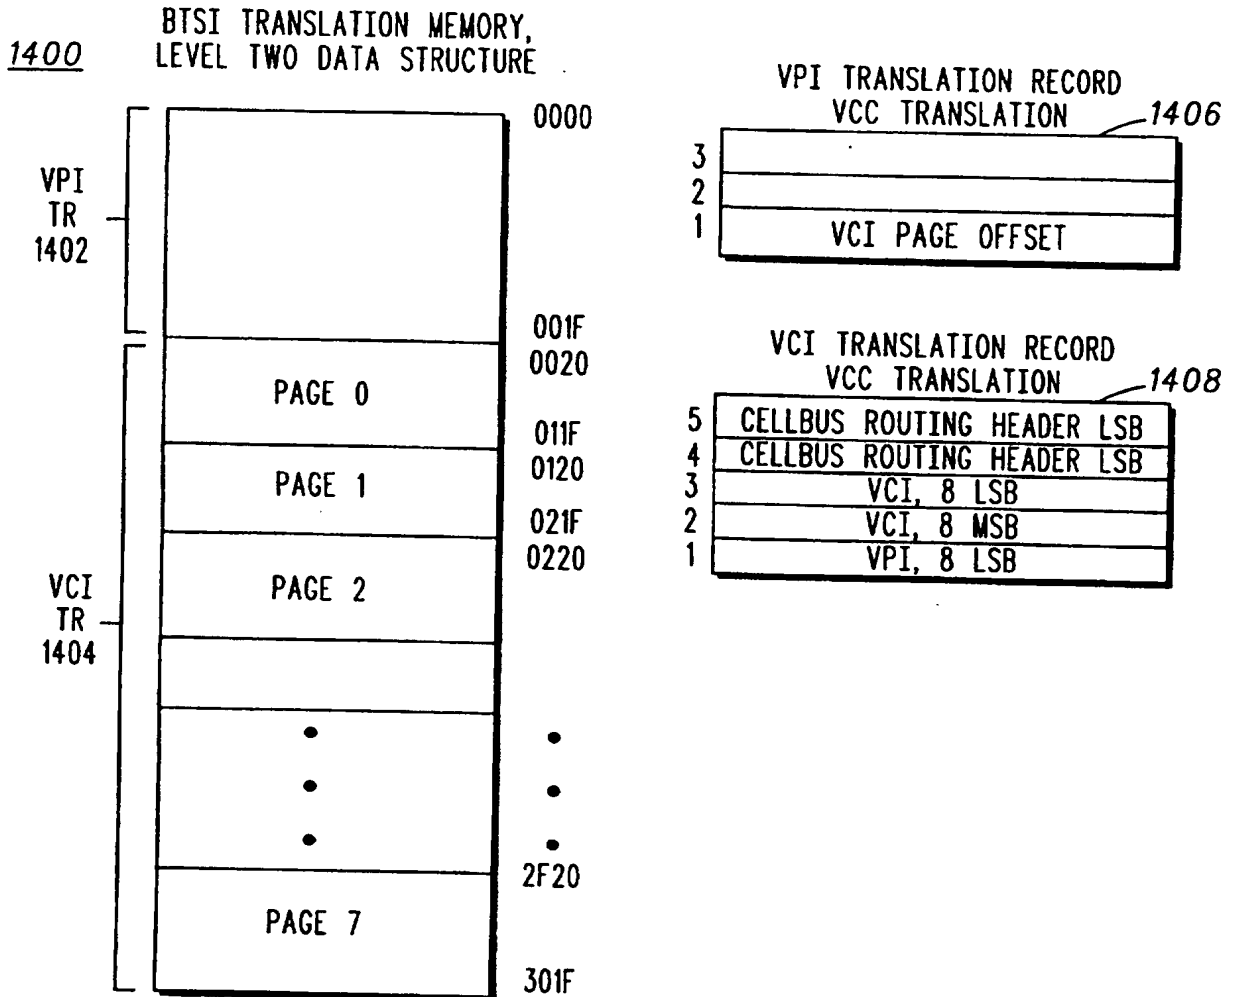 1400
BTSI TRANSLATION MEMORY,
LEVEL TWO DATA STRUCTURE
VPI
TR
1402
0000
001F
0020
PAGE 0
011F
0120
PAGE 1
021F
0220
PAGE 2
VCI
TR
1404
2F20
PAGE 7
301F
VPI TRANSLATION RECORD
VCC TRANSLATION 1406
3
2
1 VCI PAGE OFFSET
VCI TRANSLATION RECORD
VCC TRANSLATION 1408
5 CELLBUS ROUTING HEADER LSB
4 CELLBUS ROUTING HEADER LSB
3 VCI, 8 LSB
2 VCI, 8 MSB
1 VPI, 8 LSB